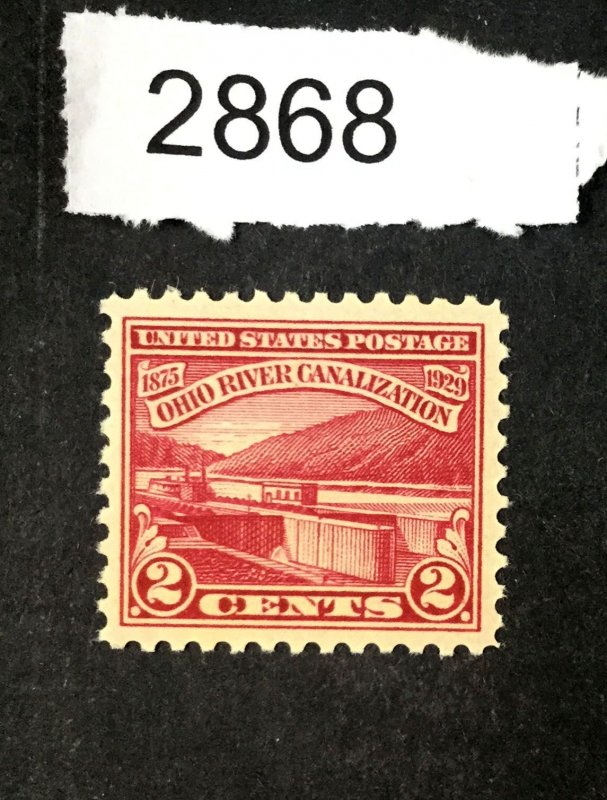 2868
UNITED STATES POSTAGE
1875 OHIO RIVER CANALIZATION 1929
2 CENTS 2